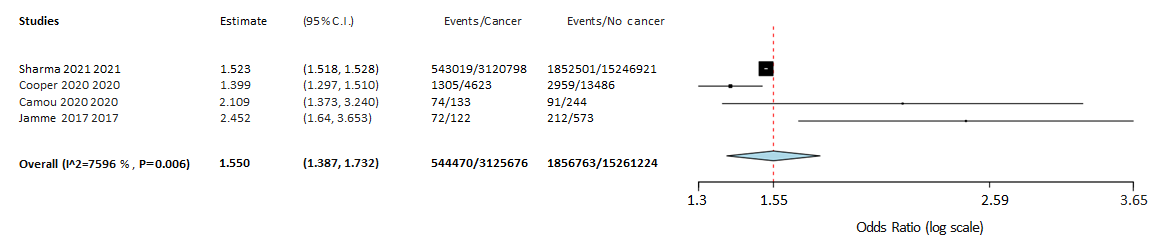 Studies Estimate (95% C.I.) Events/Cancer Events/No cancer
Sharma 2021 2021 1.523 (1.518, 1.528) 543019/3120798 1852501/15246921
Cooper 2020 2020 1.399 (1.297, 1.510) 1305/4623 2959/13486
Camou 2020 2020 2.109 (1.373, 3.240) 74/133 91/244
Jamme 2017 2017 2.452 (1.64, 3.653) 72/122 212/573
Overall (I^2=7596 % , P=0.006) 1.550 (1.387, 1.732) 544470/3125676 1856763/15261224
1.3 1.55 2.59 3.65
Odds Ratio (log scale)